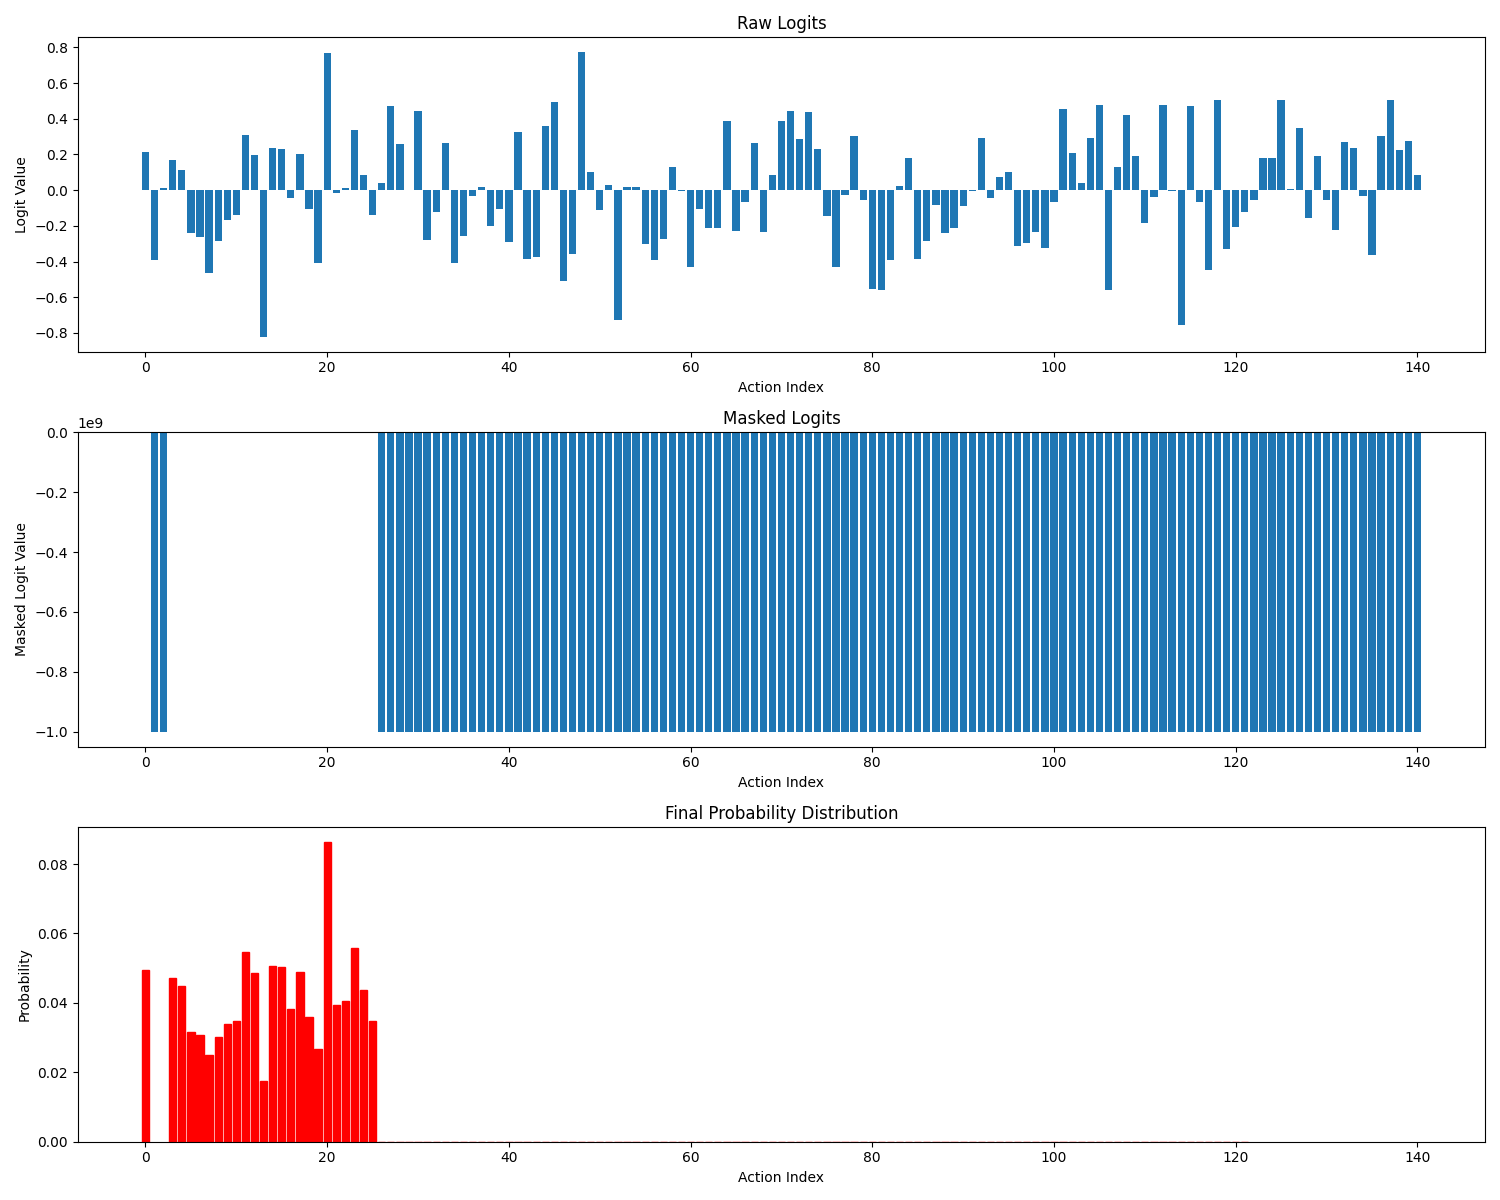 Raw Logits
0.8
0.6
0.4
0.2
0.0
−0.2
−0.4
−0.6
−0.8
Logit Value
0 20 40 60 80 100 120 140
Action Index
Masked Logits
1e9
0.0
−0.2
−0.4
−0.6
−0.8
−1.0
Masked Logit Value
0 20 40 60 80 100 120 140
Action Index
Final Probability Distribution
0.08
0.06
0.04
0.02
0.00
Probability
0 20 40 60 80 100 120 140
Action Index